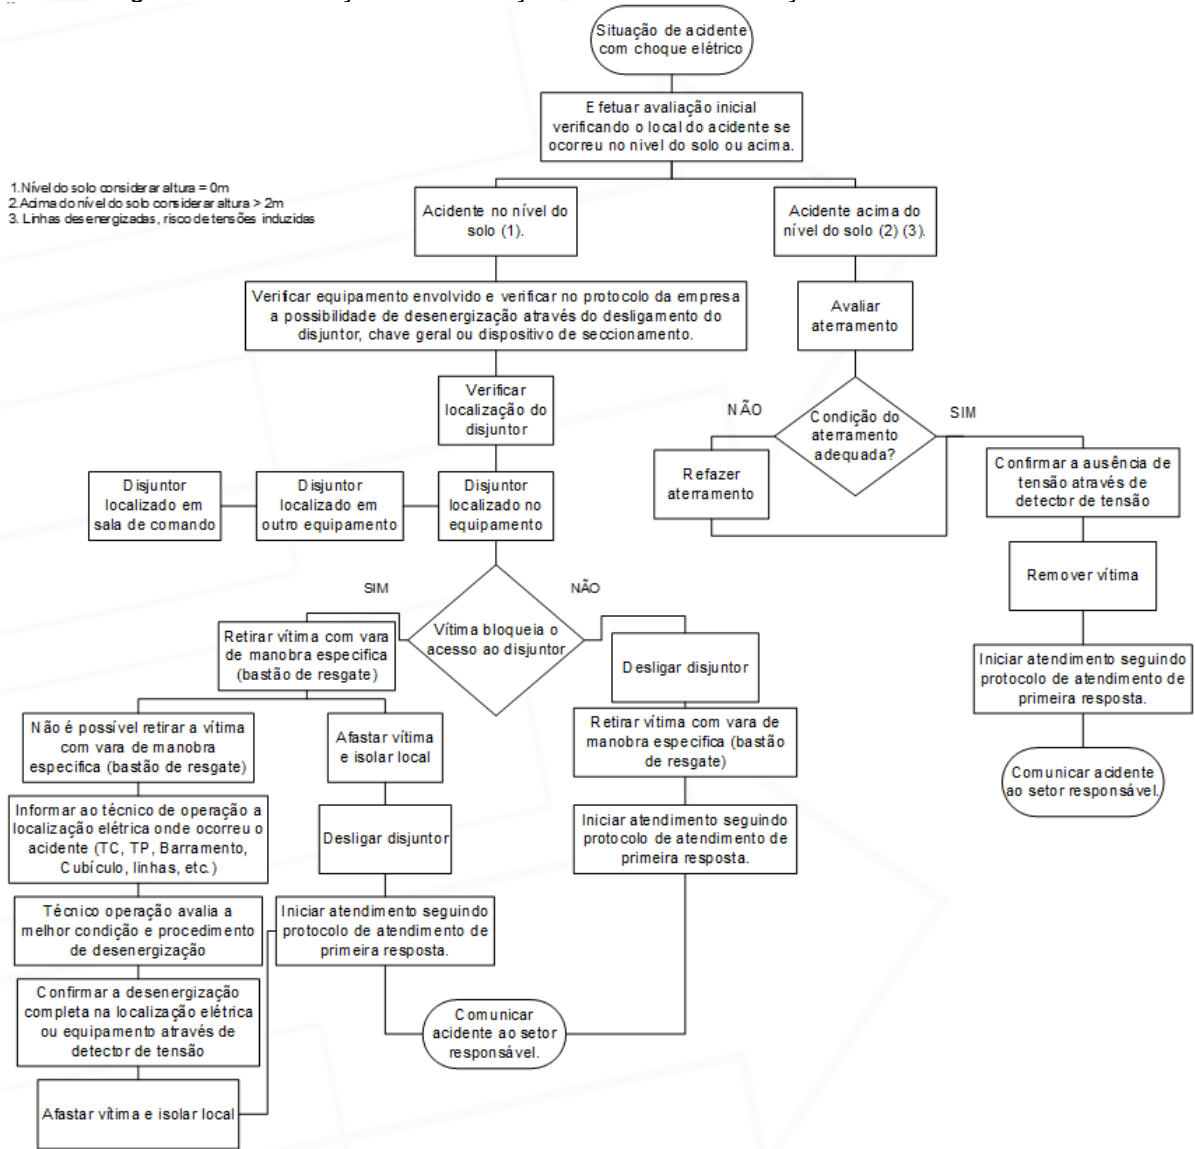 Situação de acidente
com choque elétrico
Efetuar avaliação inicial
verificando o local do acidente se
ocorreu no nivel do solo ou acima.
1.Nível do solo considerar altura = 0m
2.Acima do nível do solo considerar altura > 2m
3. Linhas desenergizadas, risco de tensões induzidas
Acidente no nível do
solo (1).
Acidente acima do
nível do solo (2) (3).
Verificar equipamento envolvido e verificar no protocolo da empresa
a possibilidade de desenergização através do desligamento do
disjuntor, chave geral ou dispositivo de seccionamento.
Avaliar
aterramento
Verificar
localização do
disjuntor
NÃO
Condição do
aterramento
adequada?
SIM
Refazer
aterramento
Confirmar a ausência de
tensão através de
detector de tensão
Disjuntor
localizado em
sala de comando
Disjuntor
localizado em
outro equipamento
Disjuntor
localizado no
equipamento
Remover vítima
SIM
NÃO
Vítima bloqueia o
acesso ao disjuntor
Retirar vítima com vara
de manobra especifica
(bastão de resgate)
Desligar disjuntor
Iniciar atendimento seguindo
protocolo de atendimento de
primeira resposta.
Não é possível retirar a vítima
com vara de manobra
especifica (bastão de resgate)
Afastar vítima
e isolar local
Retirar vítima com vara de
manobra especifica (bastão
de resgate)
Comunicar acidente
ao setor responsável.
Informar ao técnico de operação a
localização elétrica onde ocorreu o
acidente (TC, TP, Barramento,
Cubículo, linhas, etc.)
Desligar disjuntor
Iniciar atendimento seguindo
protocolo de atendimento de
primeira resposta.
Técnico operação avalia a
melhor condição e procedimento
de desenergização
Iniciar atendimento seguindo
protocolo de atendimento de
primeira resposta.
Confirmar a desenergização
completa na localização elétrica
ou equipamento através de
detector de tensão
Comunicar
acidente ao setor
responsável.
Afastar vítima e isolar local